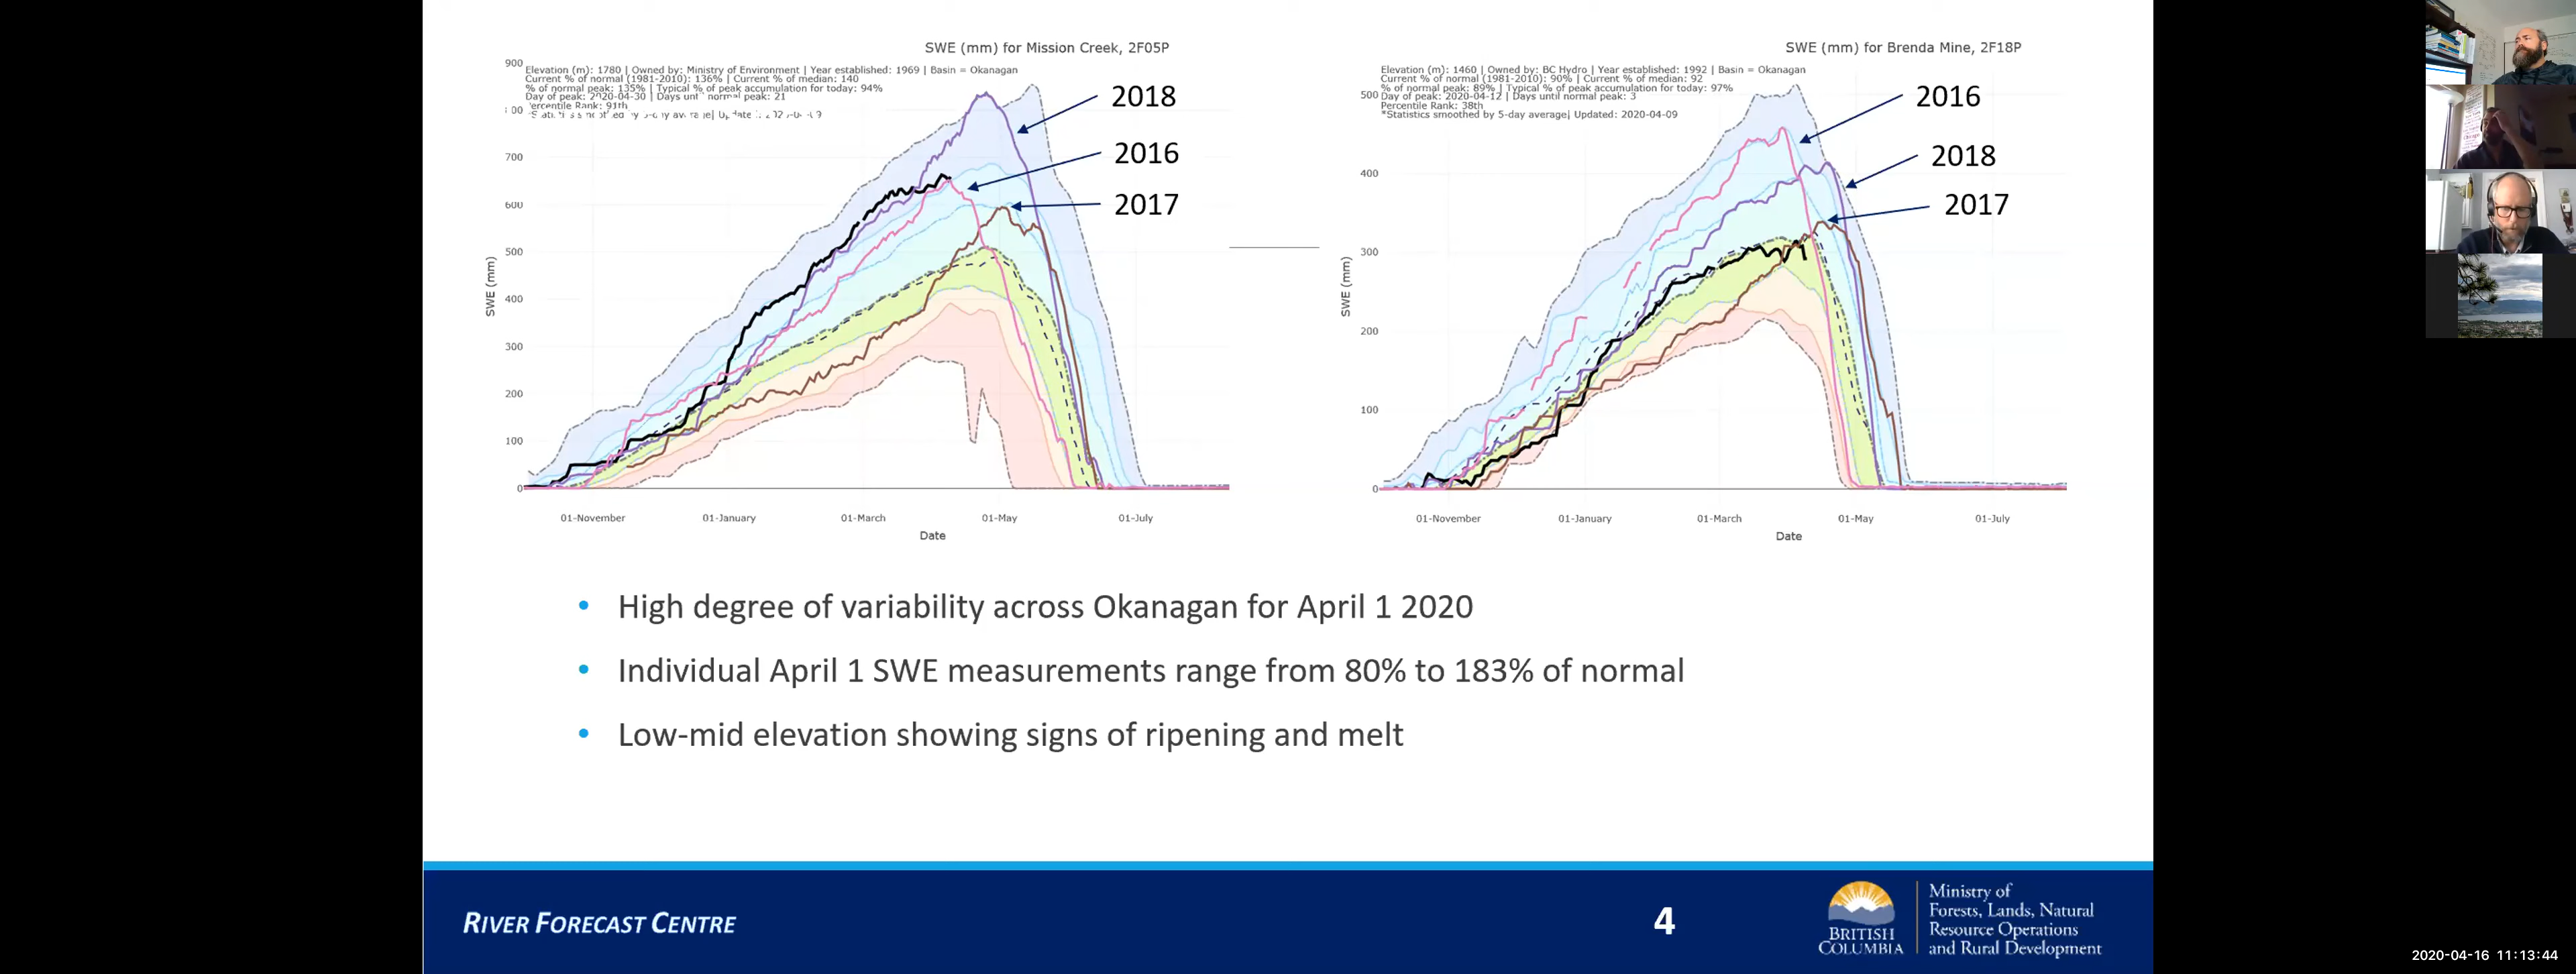 SWE (mm) for Mission Creek, 2F05P
Elevation (m): 1780 | Owned by: Ministry of Environment | Year established: 1969 | Basin = Okanagan
Current % of normal (1981-2010): 136% | Current % of median: 140
% of normal peak: 135% | Typical % of peak accumulation for today: 94%
Day of peak: 2020-04-30 | Days until normal peak: 21
Percentile Rank: 91th
2018
2016
2017
900
700
600
500
400
300
200
100
0
SWE (mm)
01-November
01-January
01-March
01-May
01-July
Date
SWE (mm) for Brenda Mine, 2F18P
Elevation (m): 1460 | Owned by: BC Hydro | Year established: 1992 | Basin = Okanagan
Current % of normal (1981-2010): 90% | Current % of median: 92
% of normal peak: 89% | Typical % of peak accumulation for today: 97%
Day of peak: 2020-04-12 | Days until normal peak: 3
Percentile Rank: 38th
*Statistics smoothed by 5-day average| Updated: 2020-04-09
2016
2018
2017
500
400
300
200
100
0
SWE (mm)
01-November
01-January
01-March
01-May
01-July
Date
• High degree of variability across Okanagan for April 1 2020
• Individual April 1 SWE measurements range from 80% to 183% of normal
• Low-mid elevation showing signs of ripening and melt
RIVER FORECAST CENTRE
4
BRITISH
COLUMBIA
Ministry of
Forests, Lands, Natural
Resource Operations
and Rural Development
2020-04-16 11:13:44